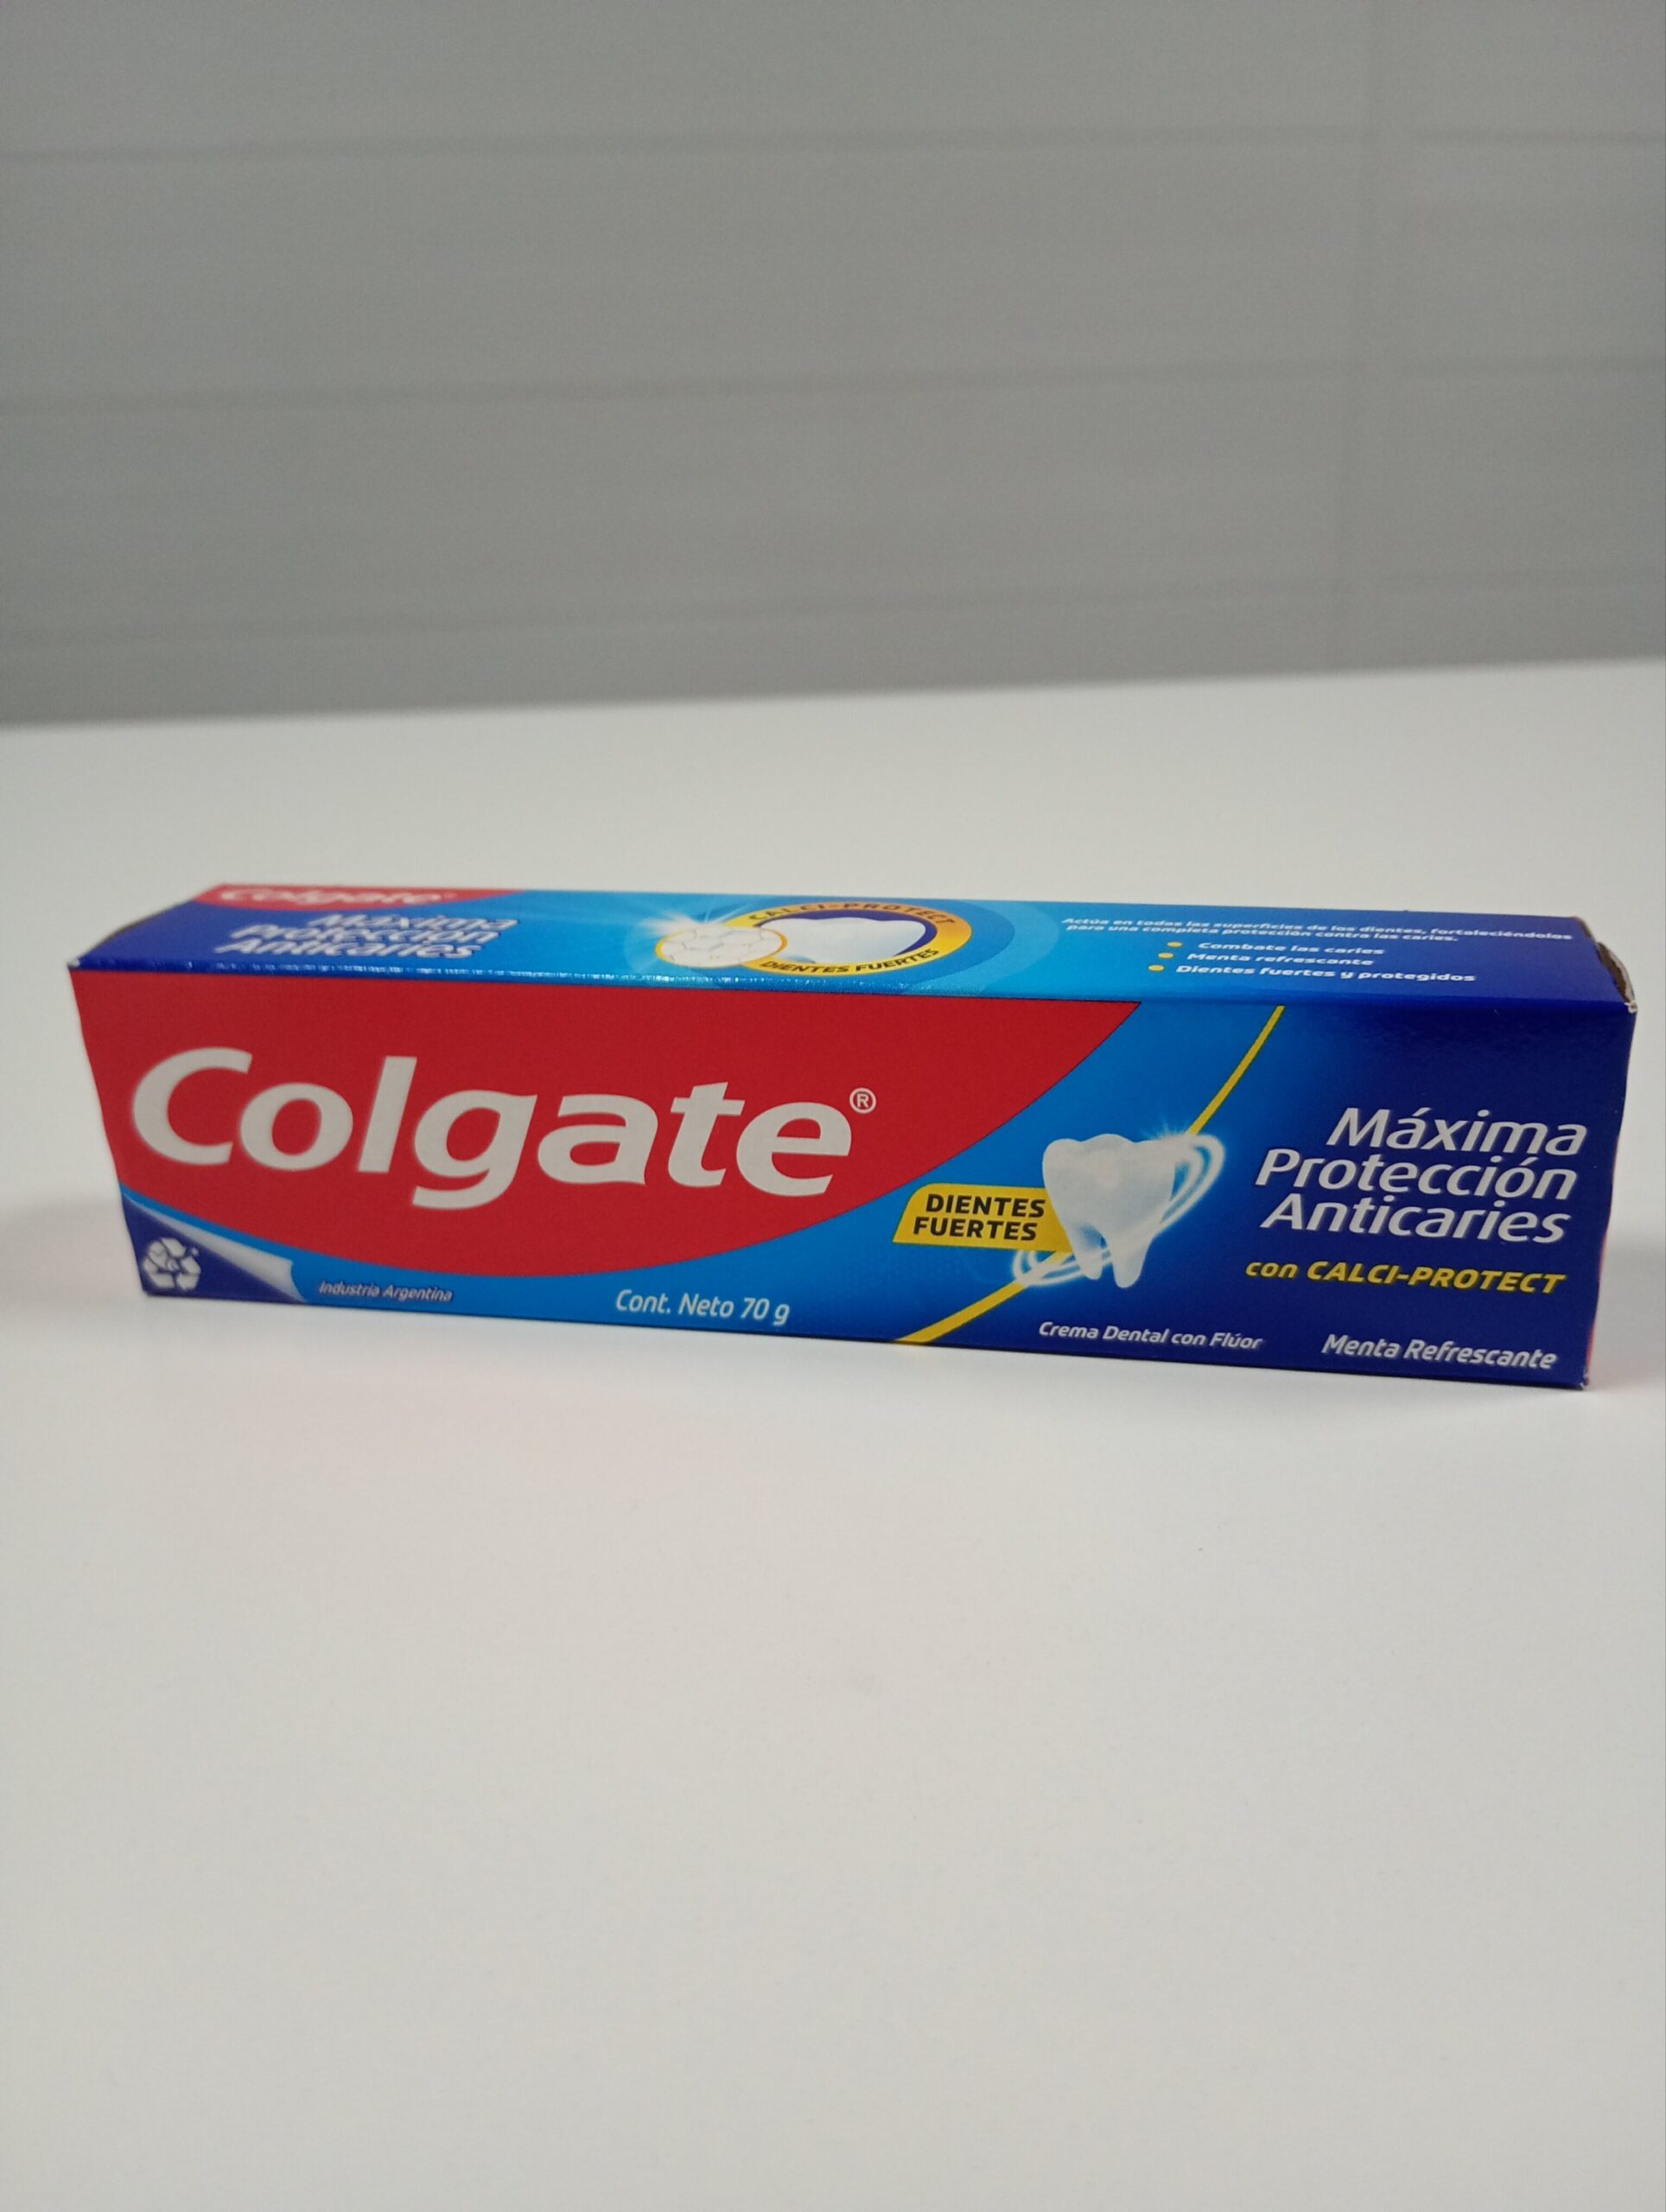 Colgate
Máxima
Protección
Anticaries
CALCI-PROTECT
DIENTES FUERTES
Actúa en todas las superficies de los dientes, fortaleciéndolos
para una completa protección contra las caries.
Combate las caries
Menta refrescante
Dientes fuertes y protegidos
Colgate®
DIENTES
FUERTES
Máxima
Protección
Anticaries
con CALCI-PROTECT
Industria Argentina
Cont. Neto 70 g
Crema Dental con Flúor
Menta Refrescante